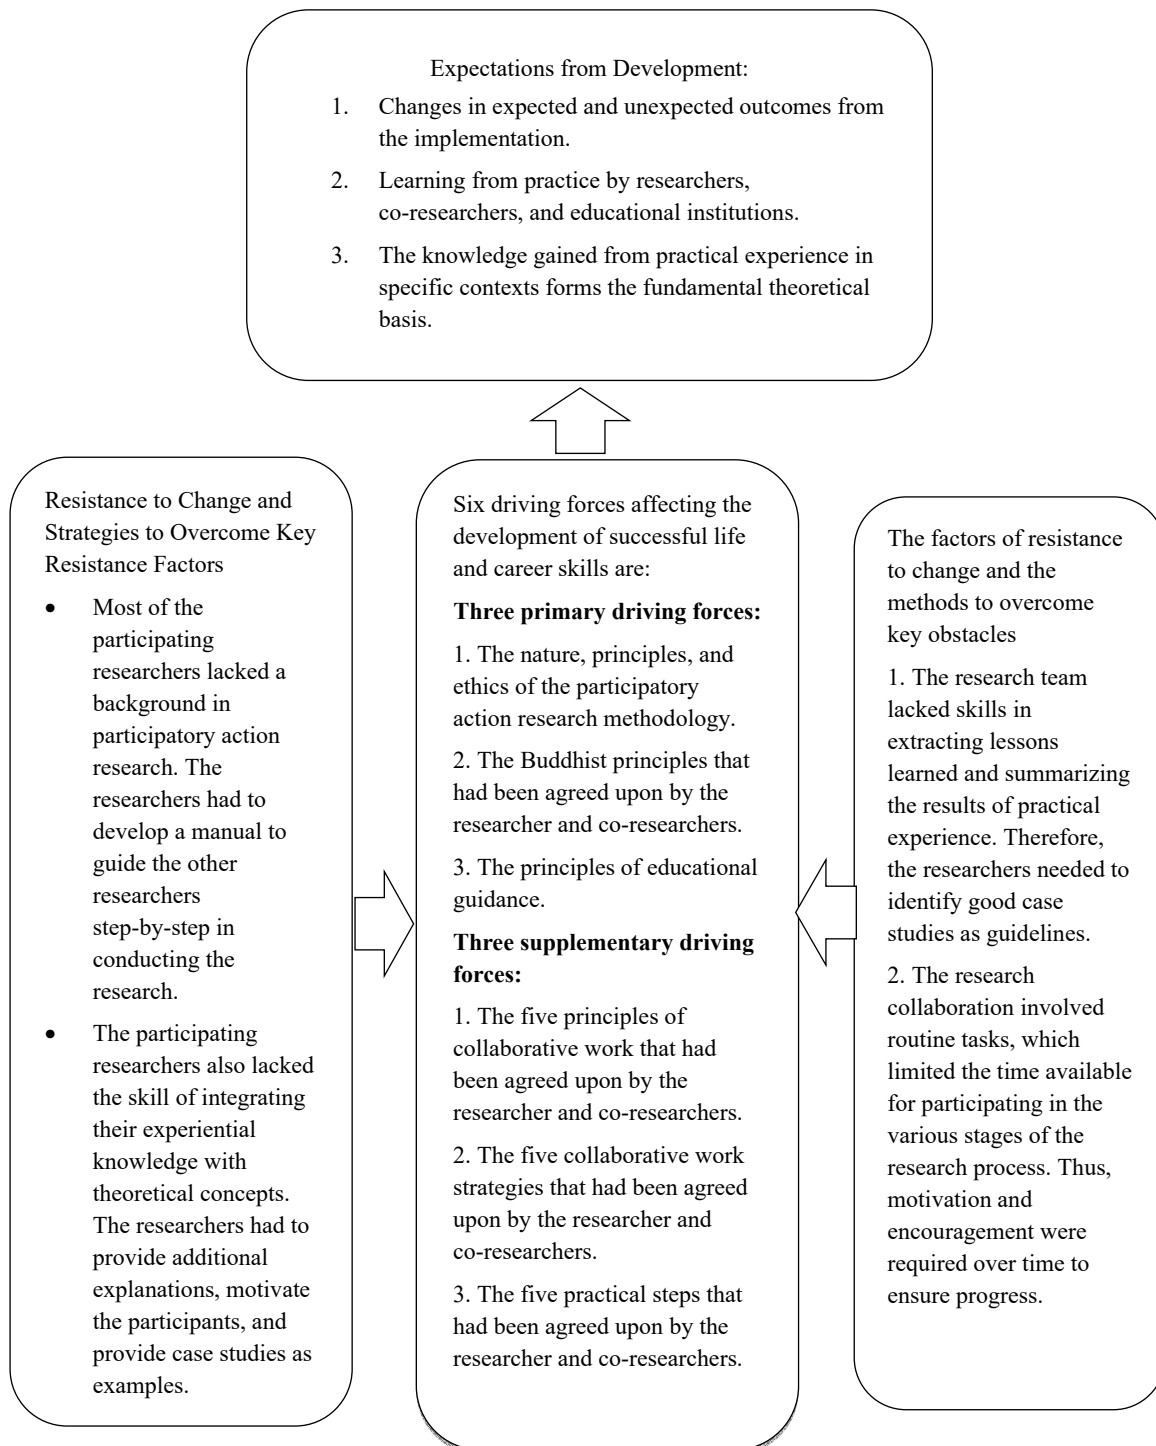 Expectations from Development:
1. Changes in expected and unexpected outcomes from
the implementation.
2. Learning from practice by researchers,
co-researchers, and educational institutions.
3. The knowledge gained from practical experience in
specific contexts forms the fundamental theoretical
basis.
Resistance to Change and
Strategies to Overcome Key
Resistance Factors
• Most of the
participating
researchers lacked a
background in
participatory action
research. The
researchers had to
develop a manual to
guide the other
researchers
step-by-step in
conducting the
research.
• The participating
researchers also lacked
the skill of integrating
their experiential
knowledge with
theoretical concepts.
The researchers had to
provide additional
explanations, motivate
the participants, and
provide case studies as
examples.
Six driving forces affecting the
development of successful life
and career skills are:
Three primary driving forces:
1. The nature, principles, and
ethics of the participatory
action research methodology.
2. The Buddhist principles that
had been agreed upon by the
researcher and co-researchers.
3. The principles of educational
guidance.
Three supplementary driving
forces:
1. The five principles of
collaborative work that had
been agreed upon by the
researcher and co-researchers.
2. The five collaborative work
strategies that had been agreed
upon by the researcher and
co-researchers.
3. The five practical steps that
had been agreed upon by the
researcher and co-researchers.
The factors of resistance
to change and the
methods to overcome
key obstacles
1. The research team
lacked skills in
extracting lessons
learned and summarizing
the results of practical
experience. Therefore,
the researchers needed to
identify good case
studies as guidelines.
2. The research
collaboration involved
routine tasks, which
limited the time available
for participating in the
various stages of the
research process. Thus,
motivation and
encouragement were
required over time to
ensure progress.